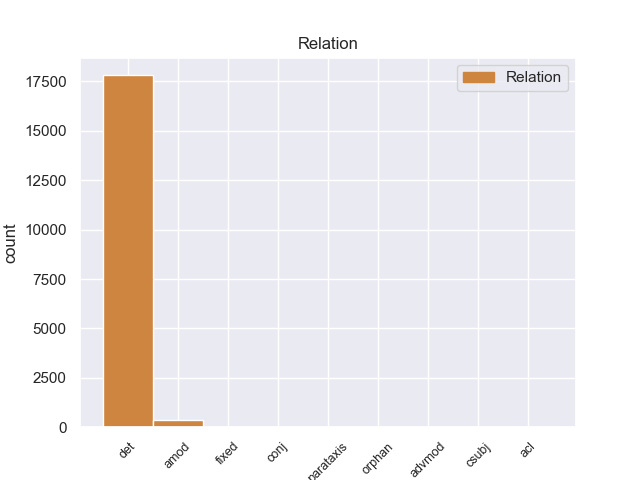 Relation
Relation
count
17500
15000
12500
10000
7500
5000
2500
0
det
amod
fixed
conj
parataxis
orphan
advmod
csubj
acl